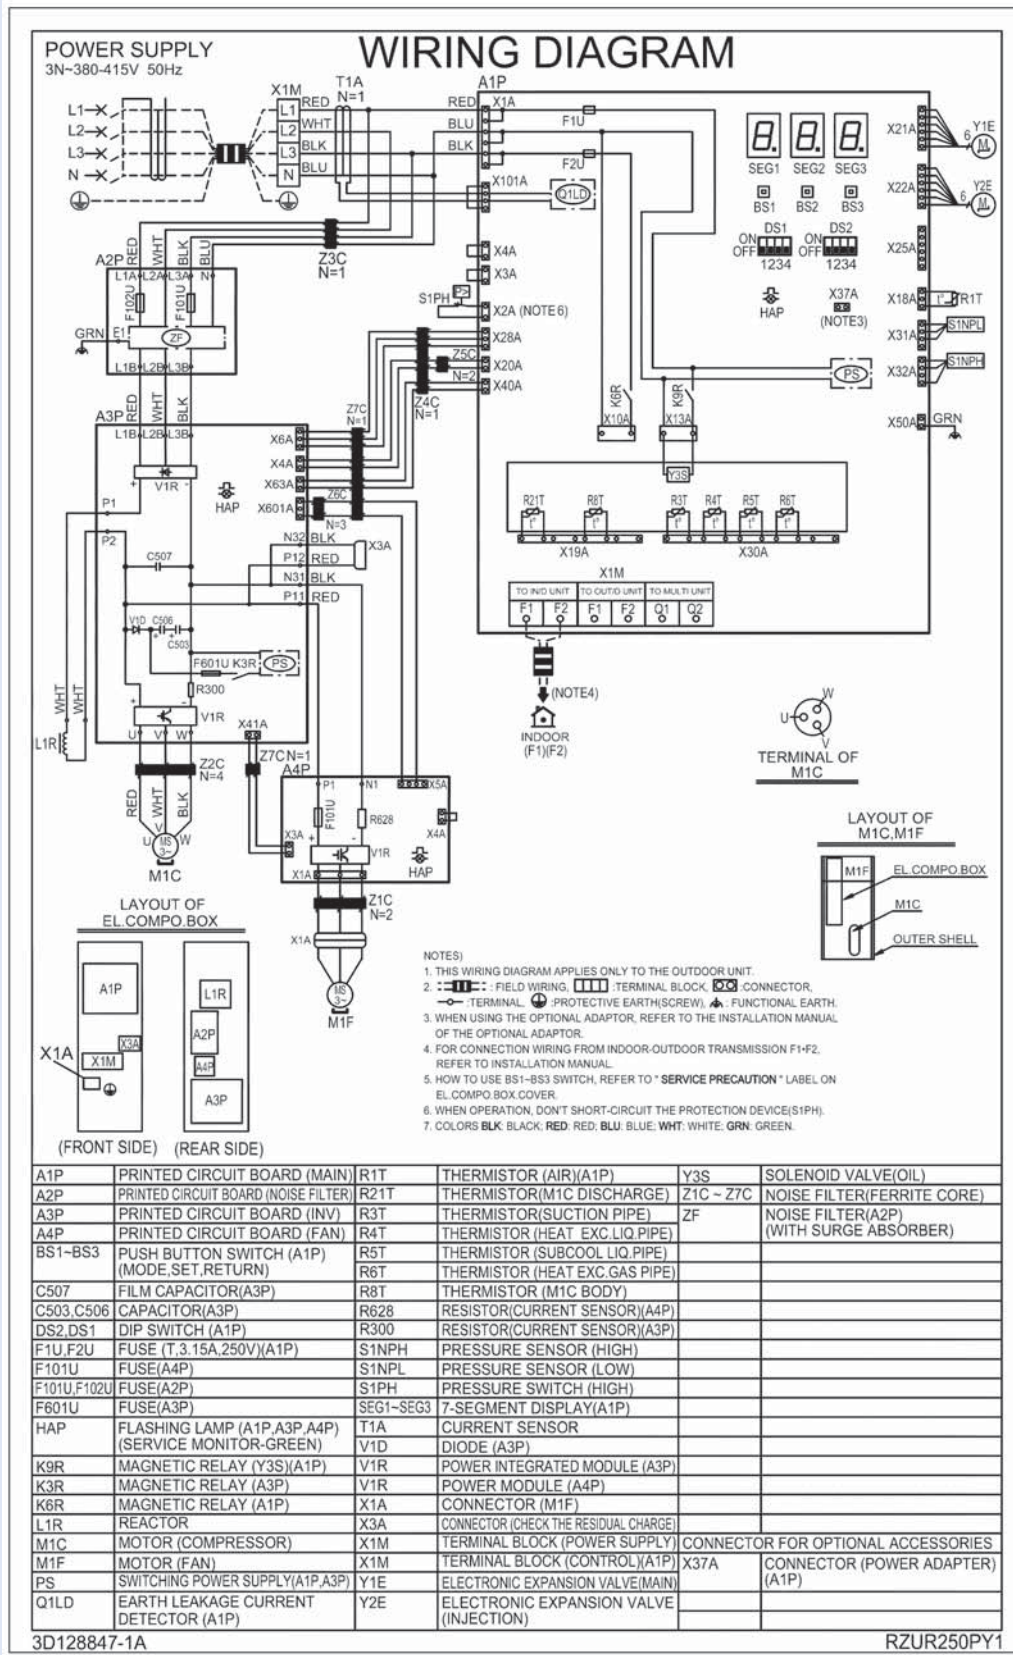 WIRING DIAGRAM
POWER SUPPLY
3N~380-415V 50Hz
L1
L2
L3
N
X1M
L1
L2
L3
N
RED
WHT
BLK
BLU
T1A
N=1
A1P
RED
BLU
BLK
X1A
F1U
F2U
X101A
Q1LD
X4A
X3A
S1PH
P>
X2A (NOTE6)
X28A
X20A
X40A
Z5C
N=2
Z4C
N=1
Z3C
N=1
SEG1 SEG2 SEG3
BS1 BS2 BS3
DS1
DS2
ON
OFF
1234
ON
OFF
1234
HAP
X37A
(NOTE3)
X21A
6
Y1E
M
X22A
6
Y2E
M
X25A
X18A
t°
R1T
X31A
S1NPL
X32A
S1NPH
X50A
GRN
PS
K6R
K9R
X10A
X13A
Y3S
R21T
R8T
R3T
R4T
R5T
R6T
t°
t°
t°
t°
t°
t°
X19A
X30A
X1M
TO IN/D UNIT
TO OUT/D UNIT
TO MULTI UNIT
F1 F2 F1 F2 Q1 Q2
(NOTE4)
INDOOR
(F1)(F2)
A2P
RED
WHT
BLK
BLU
L1A L2A L3A N
F102U
F101U
GRN
E1
ZF
L1B L2B L3B
RED
WHT
BLK
A3P
L1B L2B L3B
V1R
HAP
P1
P2
C507
V1D
C506
C503
F601U K3R
PS
R300
V1R
U V W
X41A
X6A
X4A
X63A
X601A
Z7C
N=1
Z6C
N=3
N32 BLK
P12 RED
N31 BLK
P11 RED
X3A
WHT
WHT
L1R
Z2C
N=4
RED
WHT
BLK
U
V
W
MS
3~
M1C
Z7C N=1
A4P
P1
N1
X5A
F101U
R628
X4A
X3A
V1R
HAP
X1A
Z1C
N=2
X1A
MS
3~
M1F
U
W
V
TERMINAL OF
M1C
LAYOUT OF
M1C,M1F
M1F
EL.COMPO.BOX
M1C
OUTER SHELL
LAYOUT OF
EL.COMPO.BOX
A1P
X3A
X1A
X1M
(FRONT SIDE)
L1R
A2P
A4P
A3P
(REAR SIDE)
NOTES)
1. THIS WIRING DIAGRAM APPLIES ONLY TO THE OUTDOOR UNIT.
2. : FIELD WIRING, :TERMINAL BLOCK, :CONNECTOR,
:TERMINAL, :PROTECTIVE EARTH(SCREW), : FUNCTIONAL EARTH.
3. WHEN USING THE OPTIONAL ADAPTOR, REFER TO THE INSTALLATION MANUAL
OF THE OPTIONAL ADAPTOR.
4. FOR CONNECTION WIRING FROM INDOOR-OUTDOOR TRANSMISSION F1•F2,
REFER TO INSTALLATION MANUAL.
5. HOW TO USE BS1~BS3 SWITCH, REFER TO " SERVICE PRECAUTION " LABEL ON
EL.COMPO.BOX.COVER.
6. WHEN OPERATION, DON'T SHORT-CIRCUIT THE PROTECTION DEVICE(S1PH).
7. COLORS BLK: BLACK; RED: RED; BLU: BLUE; WHT: WHITE; GRN: GREEN.
A1P PRINTED CIRCUIT BOARD (MAIN)
A2P PRINTED CIRCUIT BOARD (NOISE FILTER)
A3P PRINTED CIRCUIT BOARD (INV)
A4P PRINTED CIRCUIT BOARD (FAN)
BS1~BS3 PUSH BUTTON SWITCH (A1P)
(MODE,SET,RETURN)
C507 FILM CAPACITOR(A3P)
C503,C506 CAPACITOR(A3P)
DS2,DS1 DIP SWITCH (A1P)
F1U,F2U FUSE (T,3.15A,250V)(A1P)
F101U FUSE(A4P)
F101U,F102U FUSE(A2P)
F601U FUSE(A3P)
HAP FLASHING LAMP (A1P,A3P,A4P)
(SERVICE MONITOR-GREEN)
K9R MAGNETIC RELAY (Y3S)(A1P)
K3R MAGNETIC RELAY (A3P)
K6R MAGNETIC RELAY (A1P)
L1R REACTOR
M1C MOTOR (COMPRESSOR)
M1F MOTOR (FAN)
PS SWITCHING POWER SUPPLY(A1P,A3P)
Q1LD EARTH LEAKAGE CURRENT
DETECTOR (A1P)
R1T THERMISTOR (AIR)(A1P)
R21T THERMISTOR(M1C DISCHARGE)
R3T THERMISTOR(SUCTION PIPE)
R4T THERMISTOR (HEAT EXC.LIQ.PIPE)
R5T THERMISTOR (SUBCOOL LIQ.PIPE)
R6T THERMISTOR (HEAT EXC.GAS PIPE)
R8T THERMISTOR (M1C BODY)
R628 RESISTOR(CURRENT SENSOR)(A4P)
R300 RESISTOR(CURRENT SENSOR)(A3P)
S1NPH PRESSURE SENSOR (HIGH)
S1NPL PRESSURE SENSOR (LOW)
S1PH PRESSURE SWITCH (HIGH)
SEG1~SEG3 7-SEGMENT DISPLAY(A1P)
T1A CURRENT SENSOR
V1D DIODE (A3P)
V1R POWER INTEGRATED MODULE (A3P)
V1R POWER MODULE (A4P)
X1A CONNECTOR (M1F)
X3A CONNECTOR (CHECK THE RESIDUAL CHARGE)
X1M TERMINAL BLOCK (POWER SUPPLY)
X1M TERMINAL BLOCK (CONTROL)(A1P)
Y1E ELECTRONIC EXPANSION VALVE(MAIN)
Y2E ELECTRONIC EXPANSION VALVE
(INJECTION)
Y3S SOLENOID VALVE(OIL)
Z1C ~ Z7C NOISE FILTER(FERRITE CORE)
ZF NOISE FILTER(A2P)
(WITH SURGE ABSORBER)
CONNECTOR FOR OPTIONAL ACCESSORIES
X37A CONNECTOR (POWER ADAPTER)
(A1P)
3D128847-1A
RZUR250PY1